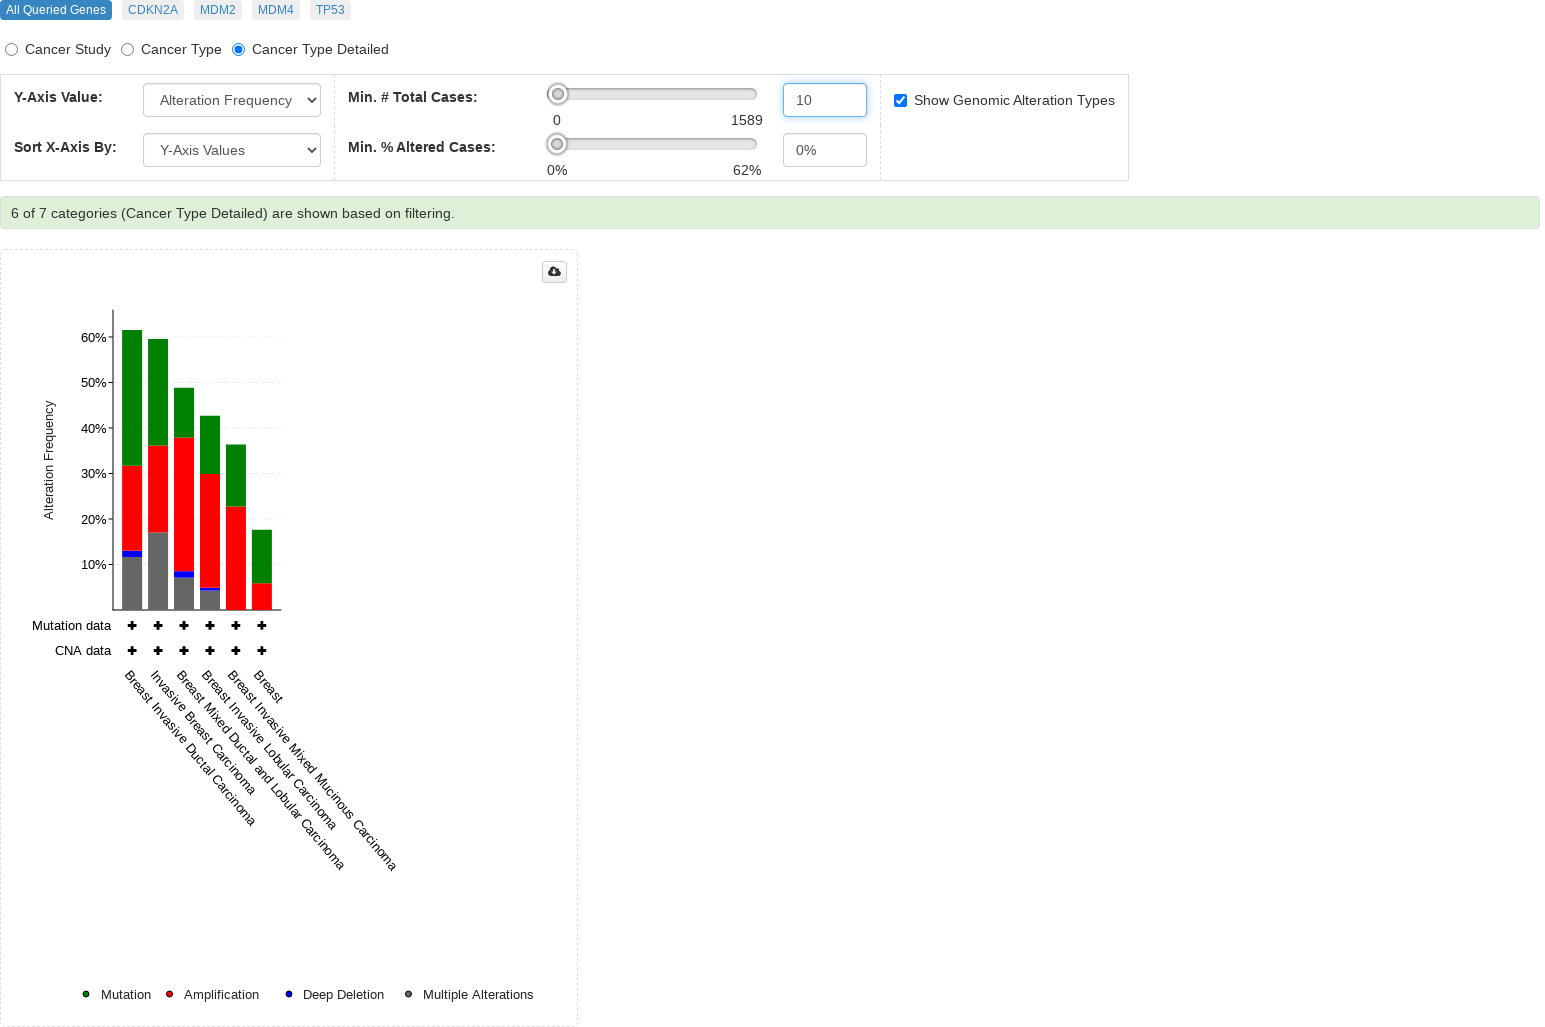 All Queried Genes CDKN2A MDM2 MDM4 TP53
Cancer Study Cancer Type Cancer Type Detailed
Y-Axis Value: Alteration Frequency Min. # Total Cases: 10 Show Genomic Alteration Types
0 1589
Sort X-Axis By: Y-Axis Values Min. % Altered Cases: 0%
0% 62%
6 of 7 categories (Cancer Type Detailed) are shown based on filtering.
60%
50%
40%
30%
20%
10%
Alteration Frequency
Mutation data
CNA data
Breast Invasive Ductal Carcinoma
Invasive Breast Carcinoma
Breast Mixed Ductal and Lobular Carcinoma
Breast Invasive Lobular Carcinoma
Breast Invasive Mixed Mucinous Carcinoma
Breast
Mutation Amplification Deep Deletion Multiple Alterations